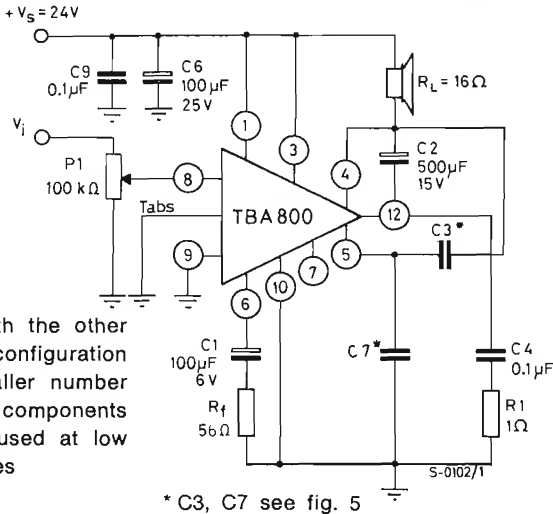 + Vs = 24V
C9
0.1µF
C6
100µF
25V
RL = 16Ω
Vi
P1
100 kΩ
1
3
4
C2
500µF
15V
8
Tabs
TBA800
12
C3*
9
5
7
10
6
C1
100µF
6V
Rf
56Ω
C7*
C4
0.1µF
R1
1Ω
th the other
configuration
aller number
components
used at low
es
S-0102/1
* C3, C7 see fig. 5